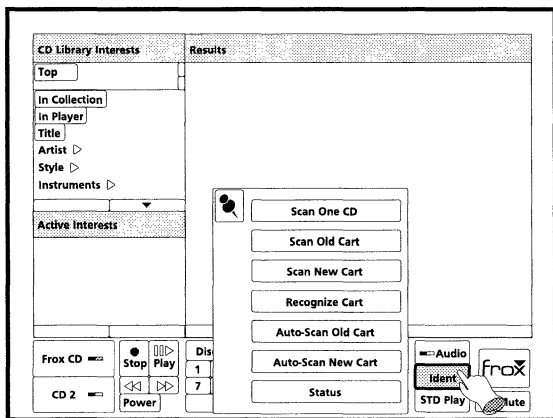 CD Library Interests
Results
Top
In Collection
In Player
Title
Artist
Style
Instruments
Active Interests
Scan One CD
Scan Old Cart
Scan New Cart
Recognize Cart
Auto-Scan Old Cart
Auto-Scan New Cart
Status
Frox CD
Stop Play
1
7
Power
CD 2
Audio
Ident
STD Play
frox